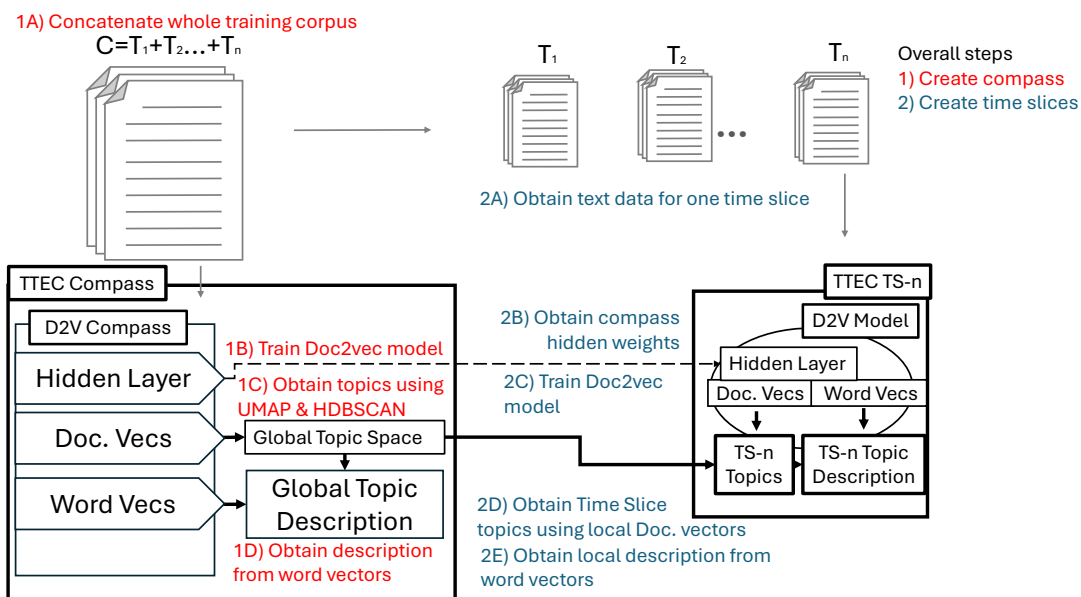 1A) Concatenate whole training corpus
C=T₁+T₂...+Tₙ
T₁
T₂
Tₙ
Overall steps
1) Create compass
2) Create time slices
2A) Obtain text data for one time slice
TTEC Compass
D2V Compass
Hidden Layer
Doc. Vecs
Word Vecs
1B) Train Doc2vec model
1C) Obtain topics using
UMAP & HDBSCAN
Global Topic Space
Global Topic
Description
1D) Obtain description
from word vectors
2B) Obtain compass
hidden weights
2C) Train Doc2vec
model
2D) Obtain Time Slice
topics using local Doc. vectors
2E) Obtain local description from
word vectors
TTEC TS-n
D2V Model
Hidden Layer
Doc. Vecs
Word Vecs
TS-n
Topics
TS-n Topic
Description